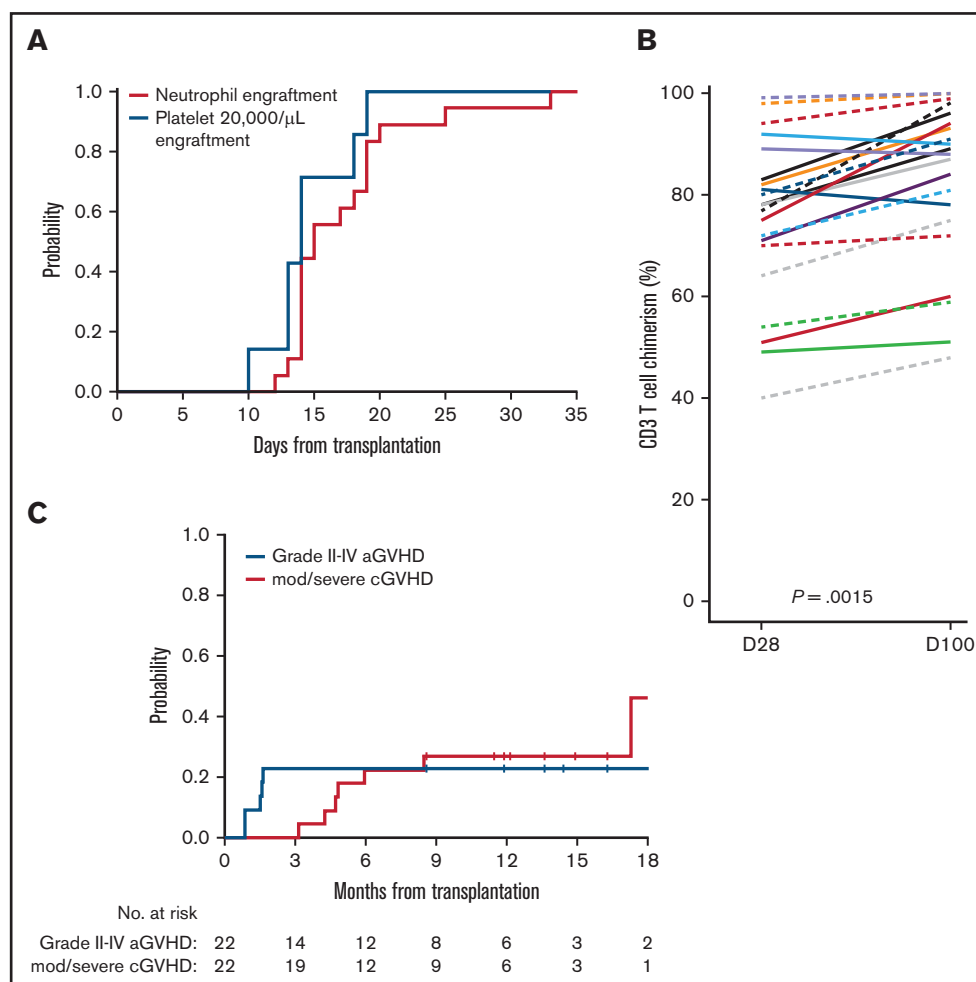 A
Neutrophil engraftment
Platelet 20,000/μL
engraftment
1.0
0.8
0.6
0.4
0.2
0.0
Probability
0 5 10 15 20 25 30 35
Days from transplantation
B
100
80
60
40
20
0
CD3 T cell chimerism (%)
P = .0015
D28 D100
C
Grade II-IV aGVHD
mod/severe cGVHD
1.0
0.8
0.6
0.4
0.2
0.0
Probability
0 3 6 9 12 15 18
Months from transplantation
No. at risk
Grade II-IV aGVHD: 22 14 12 8 6 3 2
mod/severe cGVHD: 22 19 12 9 6 3 1